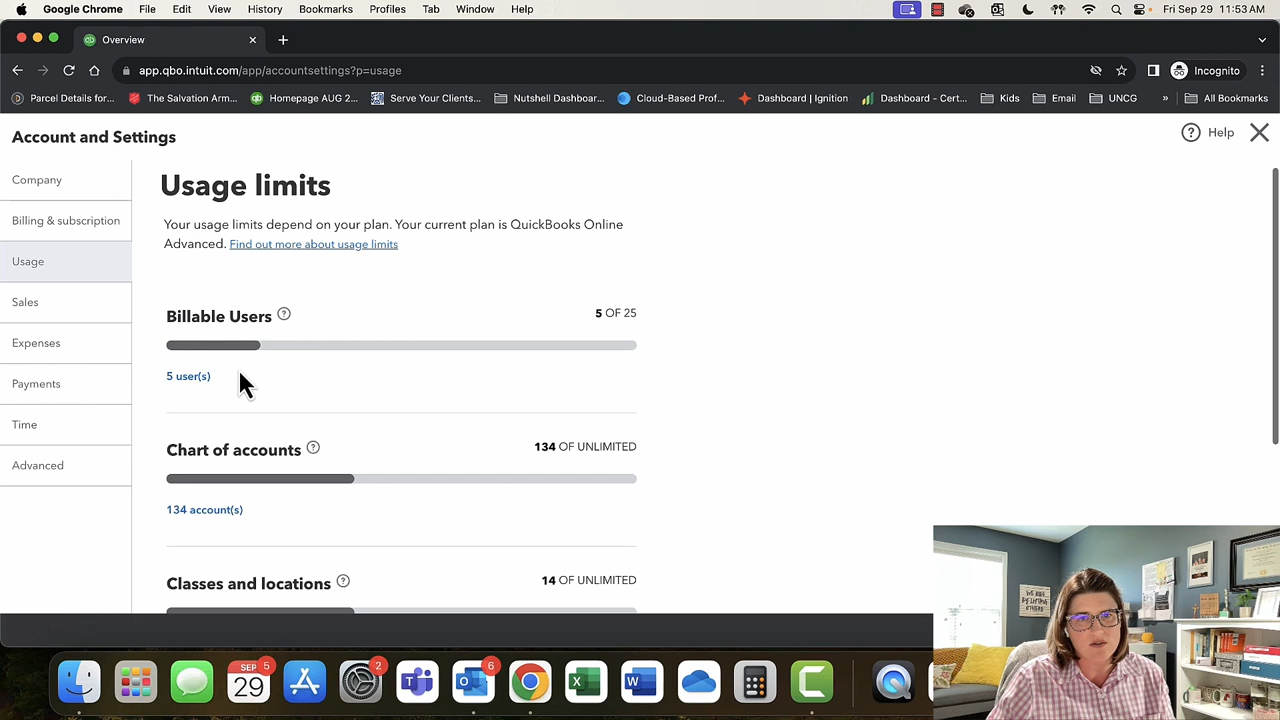 Google Chrome File Edit View History Bookmarks Profiles Tab Window Help Fri Sep 29 11:53 AM
Overview
app.qbo.intuit.com/app/accountsettings?p=usage
Incognito
Parcel Details for... The Salvation Arm... Homepage AUG 2... Serve Your Clients... Nutshell Dashboar... Cloud-Based Prof... Dashboard | Ignition Dashboard - Cert... Kids Email UNCG » All Bookmarks
Account and Settings
Help
Company
Billing & subscription
Usage
Sales
Expenses
Payments
Time
Advanced
Usage limits
Your usage limits depend on your plan. Your current plan is QuickBooks Online
Advanced. Find out more about usage limits
Billable Users
5 OF 25
5 user(s)
Chart of accounts
134 OF UNLIMITED
134 account(s)
Classes and locations
14 OF UNLIMITED
SEP 5
29
2
6